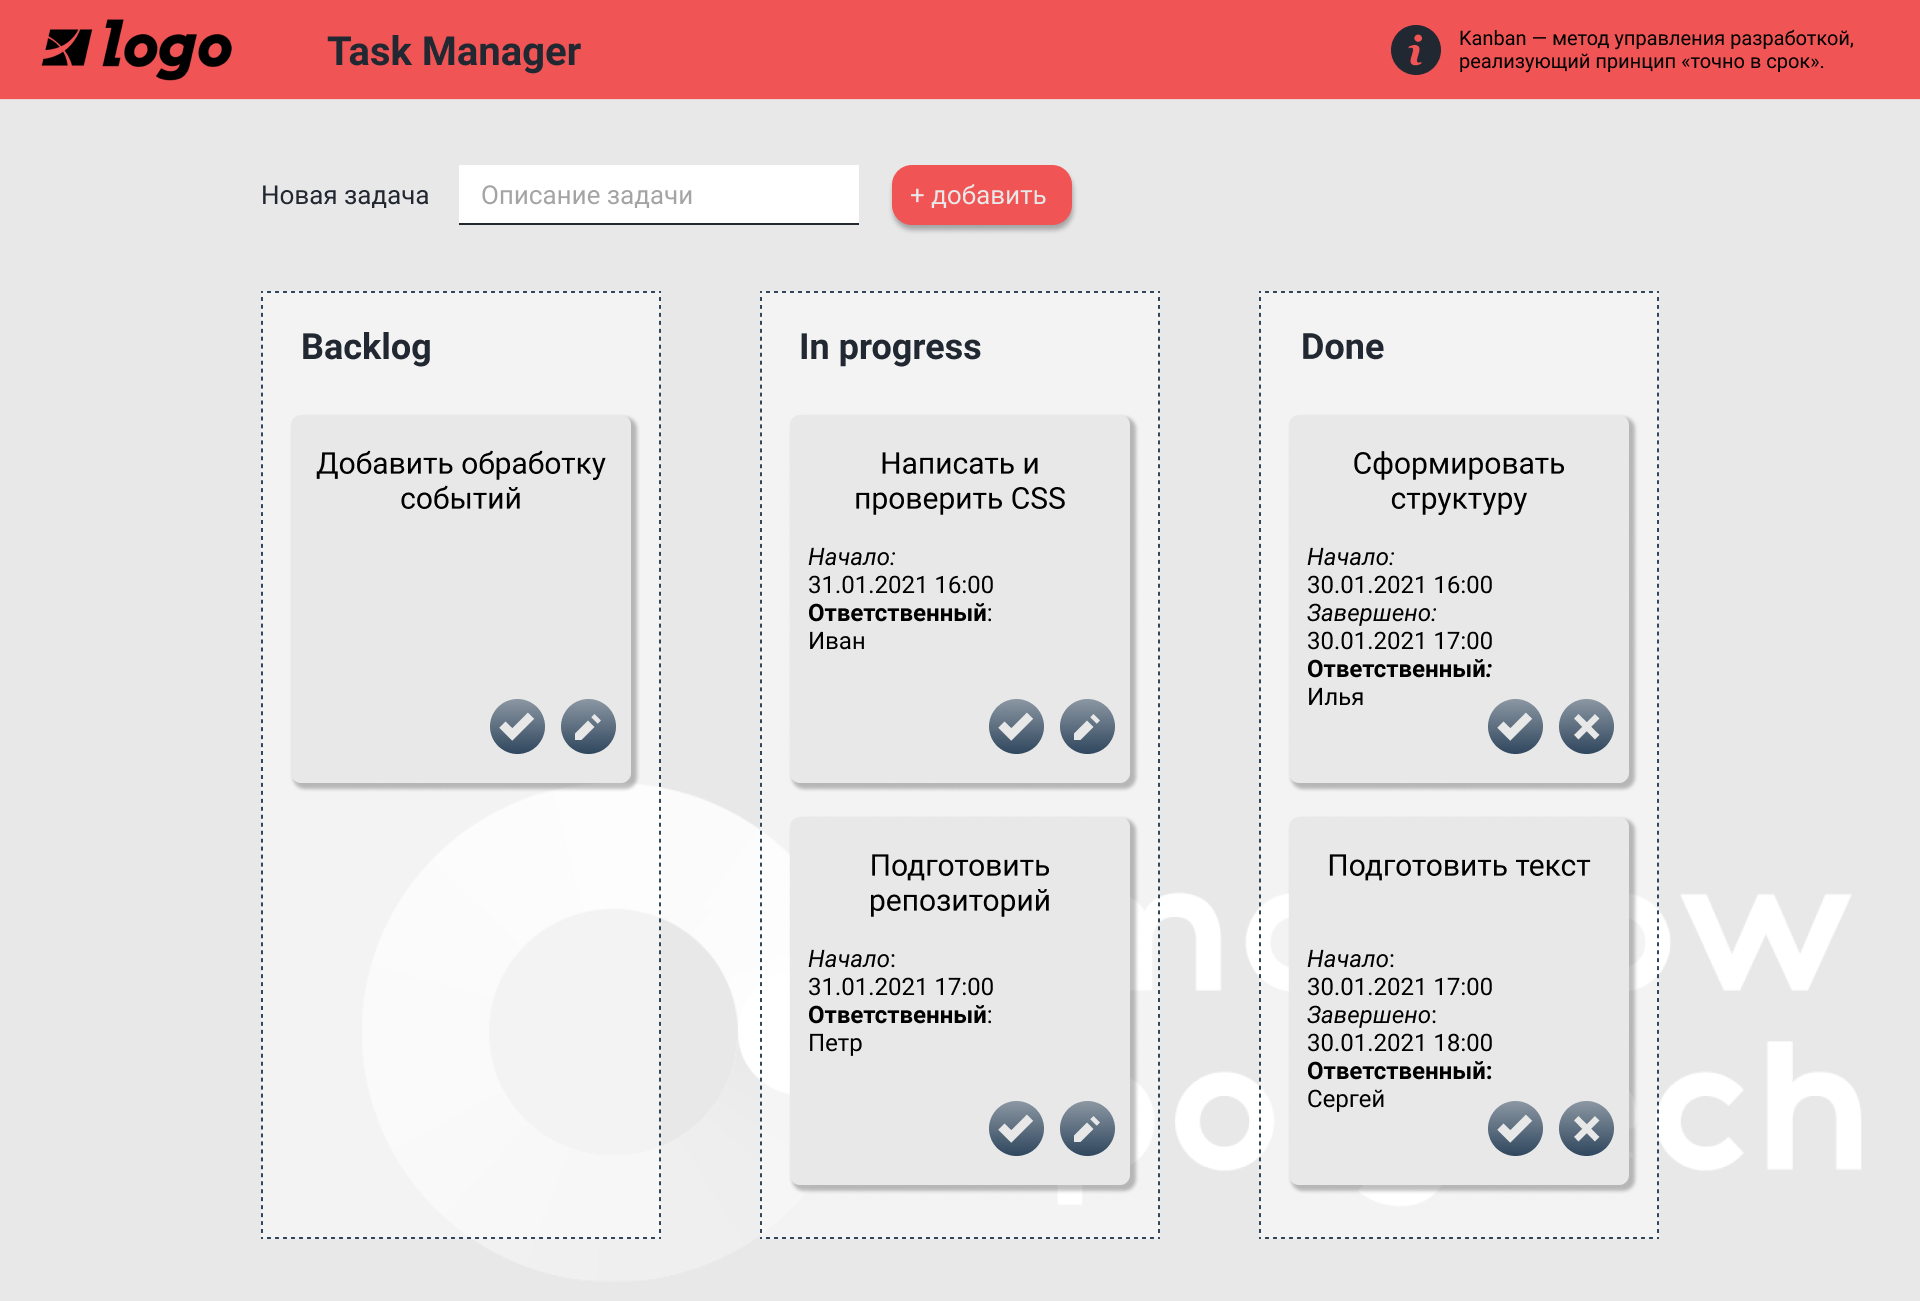 logo
Task Manager
i
Kanban — метод управления разработкой,
реализующий принцип «точно в срок».
Новая задача
Описание задачи
+ добавить
Backlog
Добавить обработку
событий
In progress
Написать и
проверить CSS
Начало:
31.01.2021 16:00
Ответственный:
Иван
Подготовить
репозиторий
Начало:
31.01.2021 17:00
Ответственный:
Петр
Done
Сформировать
структуру
Начало:
30.01.2021 16:00
Завершено:
30.01.2021 17:00
Ответственный:
Илья
Подготовить текст
Начало:
30.01.2021 17:00
Завершено:
30.01.2021 18:00
Ответственный:
Сергей